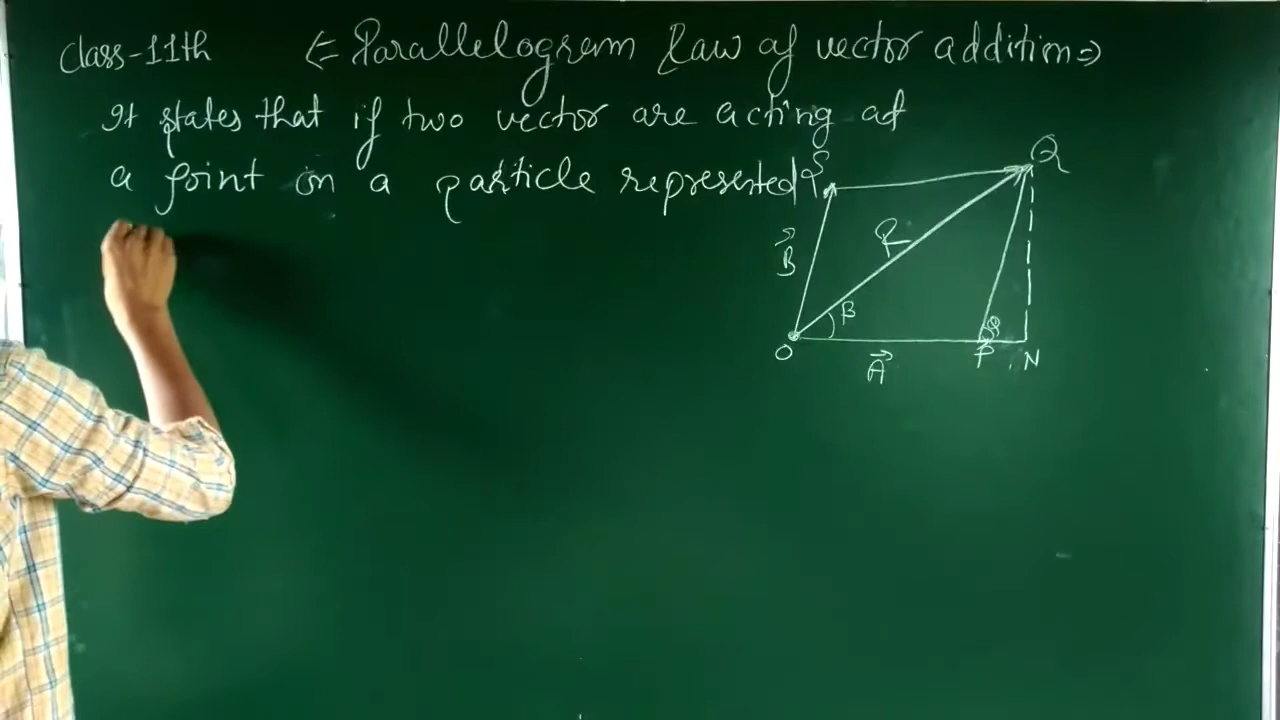 Class-11th
⇐ Parallelogram Law of vector addition ⇒
It states that if two vector are acting at
a point on a particle represented
S
Q
B⃗
R
β
θ
O
A⃗
P
N